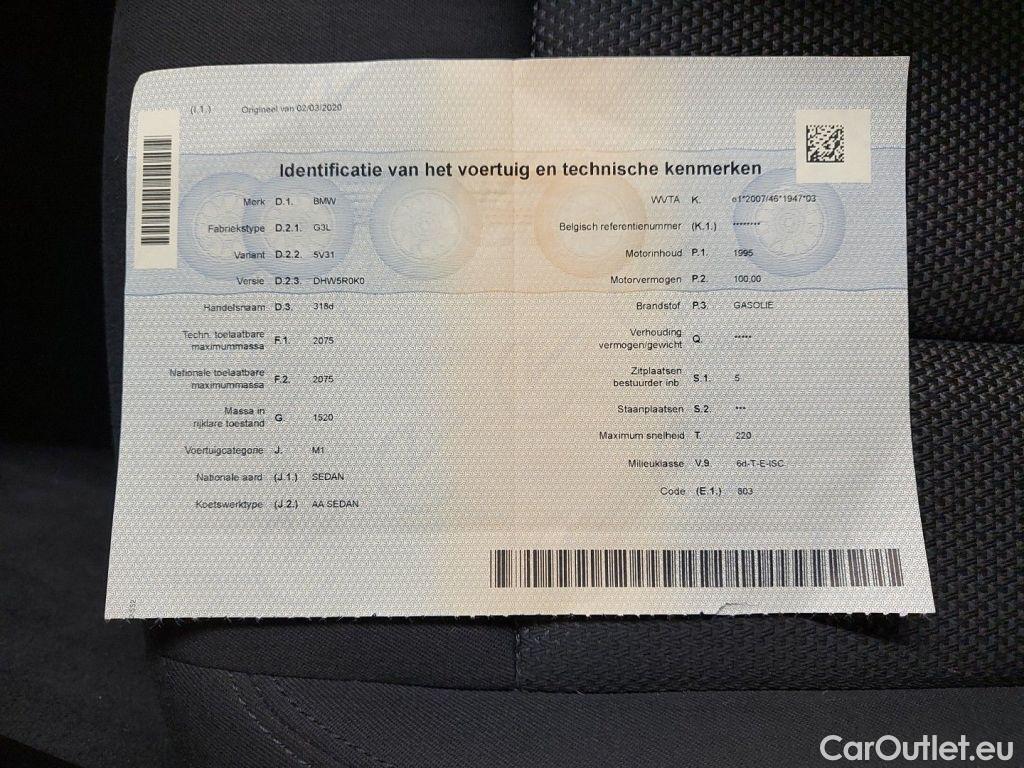 (I.1.) Origineel van 02/03/2020
Identificatie van het voertuig en technische kenmerken
Merk D.1. BMW
Fabriekstype D.2.1. G3L
Variant D.2.2. 5V31
Versie D.2.3. DHW5R0K0
Handelsnaam D.3. 318d
Techn. toelaatbare
maximummassa F.1. 2075
Nationale toelaatbare
maximummassa F.2. 2075
Massa in
rijklare toestand G. 1520
Voertuigcategorie J. M1
Nationale aard (J.1.) SEDAN
Koetswerktype (J.2.) AA SEDAN
WVTA K. e1*2007/46*1947*03
Belgisch referentienummer (K.1.) ********
Motorinhoud P.1. 1995
Motorvermogen P.2. 100.00
Brandstof P.3. GASOLIE
Verhouding
vermogen/gewicht Q. *****
Zitplaatsen
bestuurder inb. S.1. 5
Staanplaatsen S.2. ***
Maximum snelheid T. 220
Milieuklasse V.9. 6d-T-E-ISC
Code (E.1.) 803
CarOutlet.eu